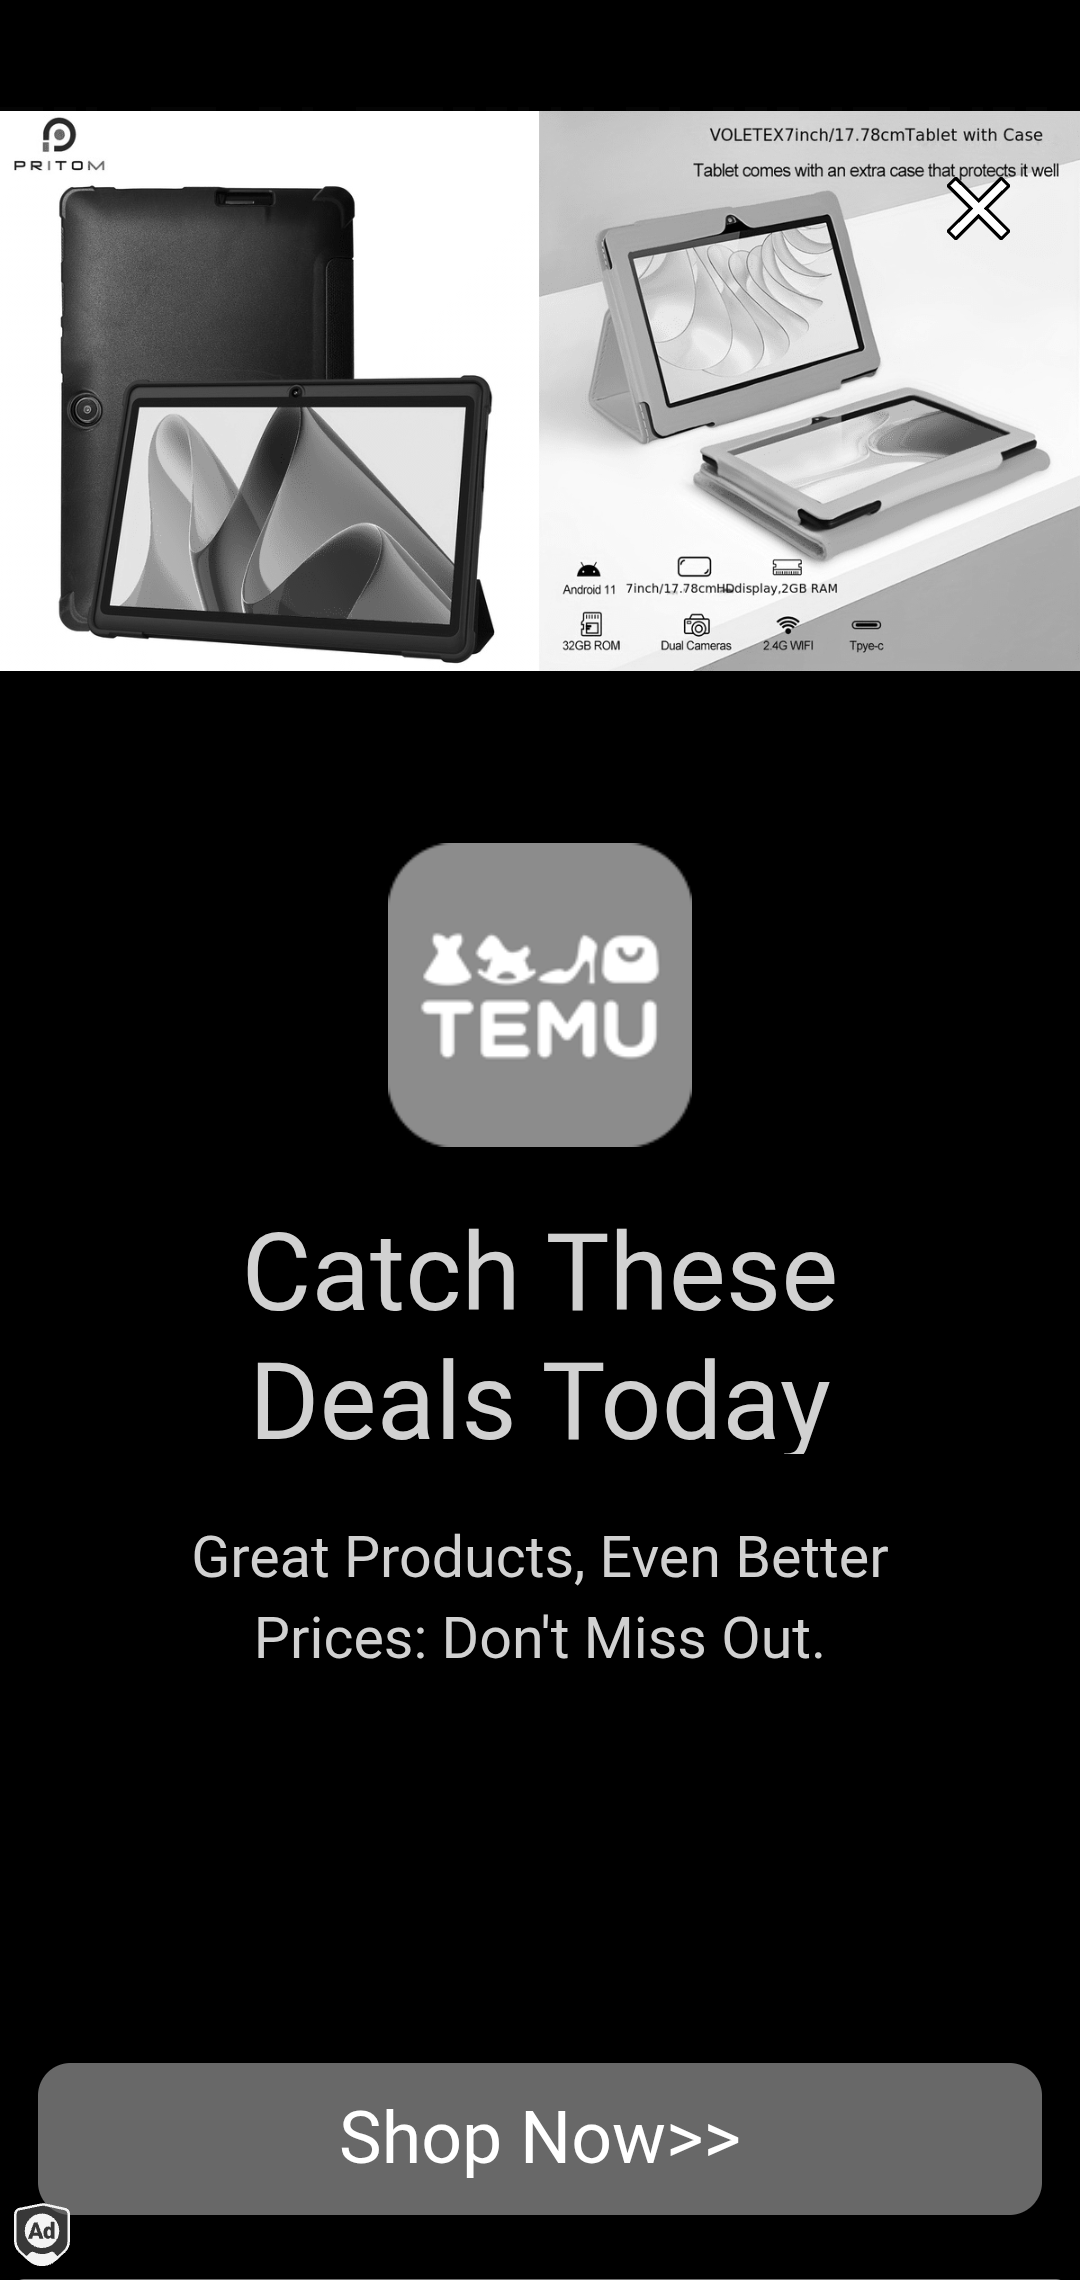 PRITOM
VOLETEX7inch/17.78cmTablet with Case
Tablet comes with an extra case that protects it well
Android 11
7inch/17.78cmHDdisplay,2GB RAM
32GB ROM
Dual Cameras
2.4G WIFI
Tpye-c
TEMU
Catch These
Deals Today
Great Products, Even Better
Prices: Don't Miss Out.
Shop Now>>
Ad